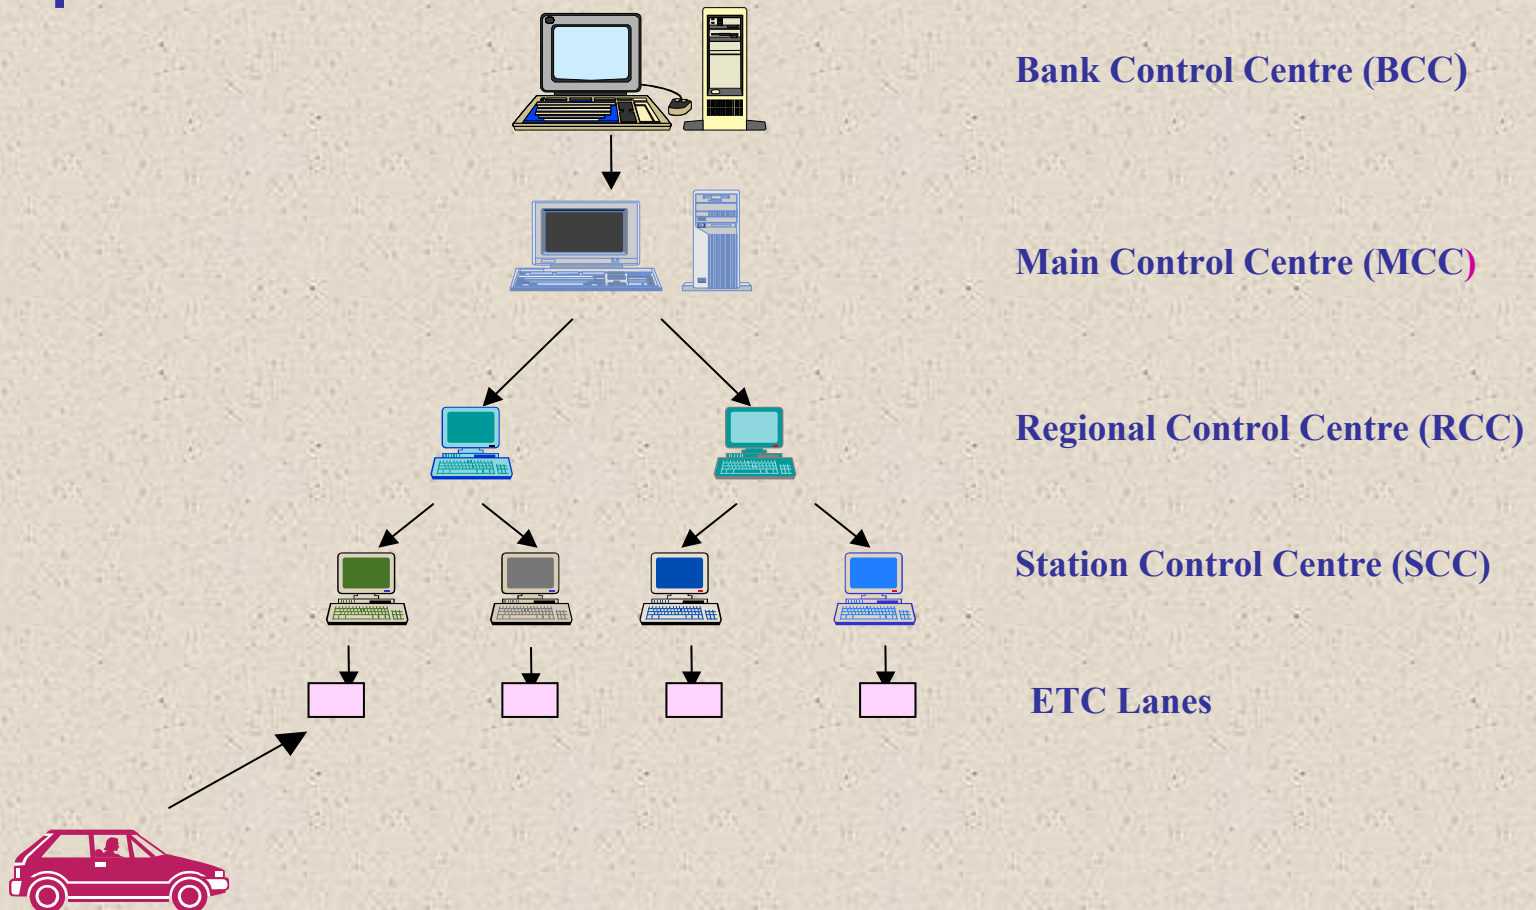 Bank Control Centre (BCC)
Main Control Centre (MCC)
Regional Control Centre (RCC)
Station Control Centre (SCC)
ETC Lanes